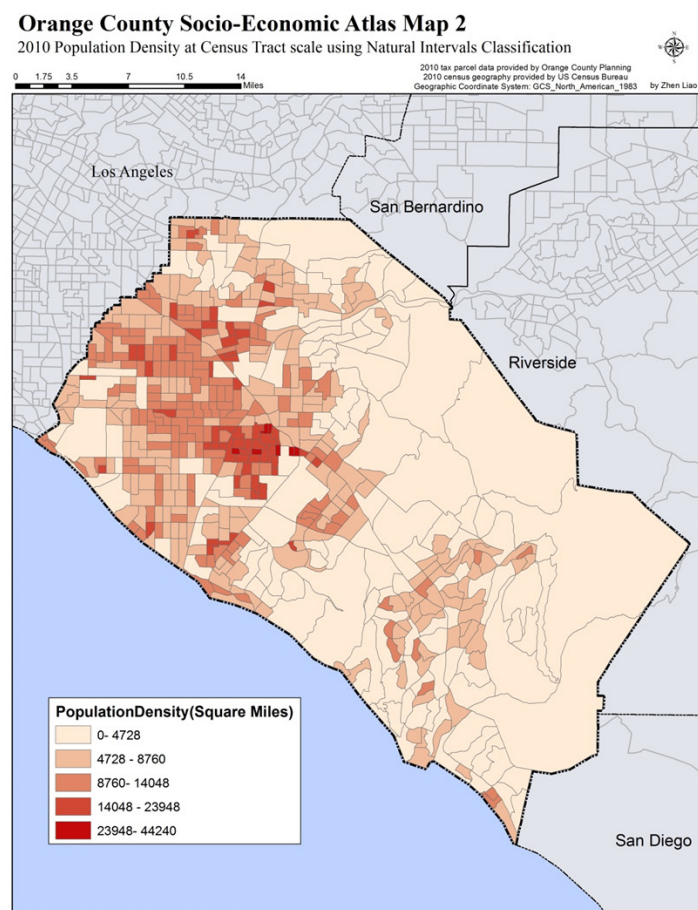 Orange County Socio-Economic Atlas Map 2
2010 Population Density at Census Tract scale using Natural Intervals Classification
2010 tax parcel data provided by Orange County Planning
2010 census geography provided by US Census Bureau
Geographic Coordinate System: GCS_North_American_1983
by Zhen Liao
0 1.75 3.5 7 10.5 14
Miles
Los Angeles
San Bernardino
Riverside
PopulationDensity(Square Miles)
0- 4728
4728 - 8760
8760- 14048
14048 - 23948
23948- 44240
San Diego